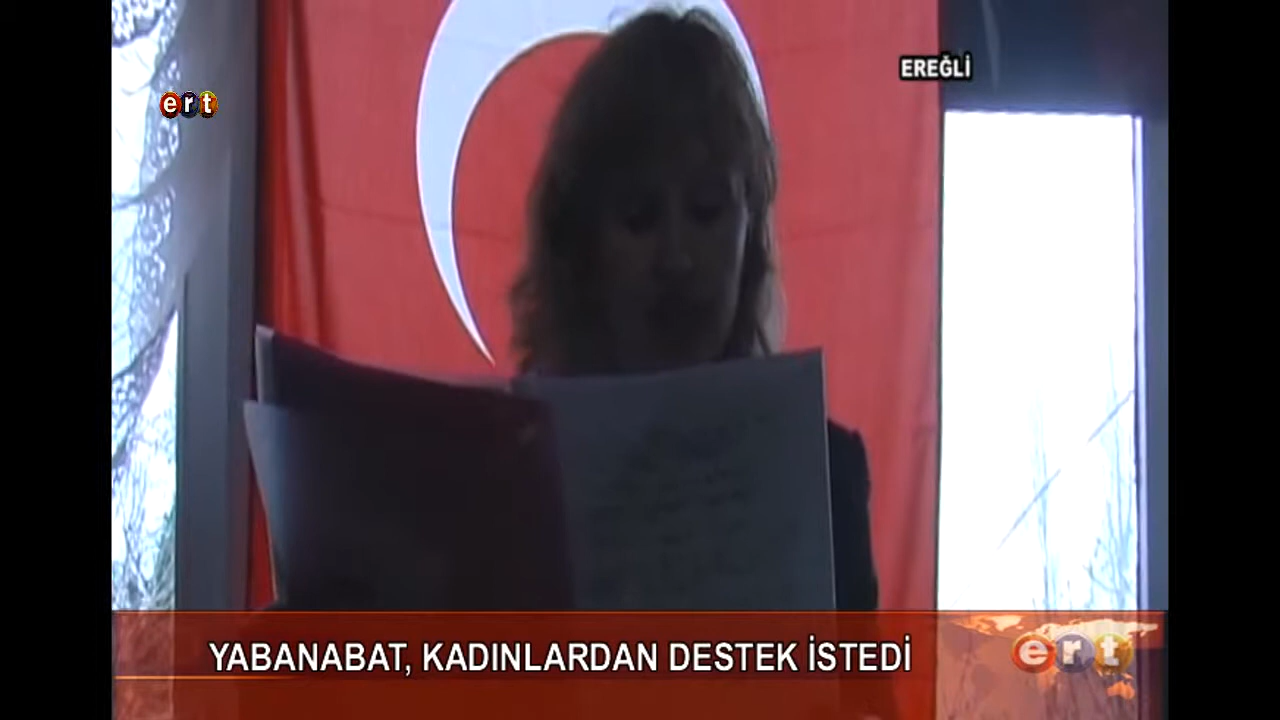 EREĞLİ
ert
YABANABAT, KADINLARDAN DESTEK İSTEDİ
ert